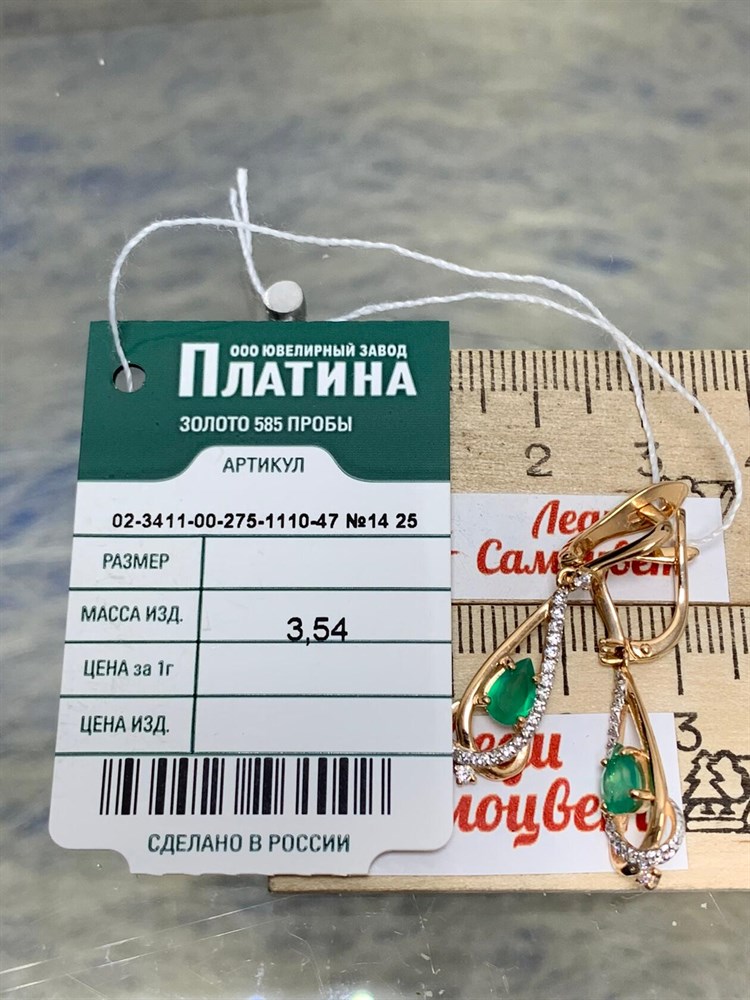 ООО ЮВЕЛИРНЫЙ ЗАВОД
ПЛАТИНА
ЗОЛОТО 585 ПРОБЫ
АРТИКУЛ
02-3411-00-275-1110-47 №14 25
РАЗМЕР
МАССА ИЗД.
3,54
ЦЕНА за 1г
ЦЕНА ИЗД.
СДЕЛАНО В РОССИИ
2
3
3